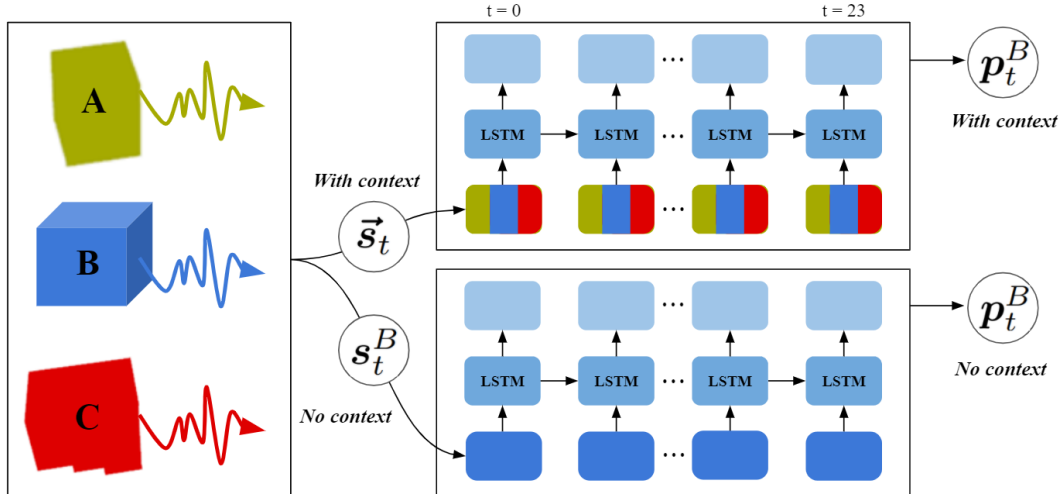 A
B
C
With context
s⃗_t
s_t^B
No context
t = 0
t = 23
LSTM
LSTM
...
LSTM
LSTM
...
...
p_t^B
With context
LSTM
LSTM
...
LSTM
LSTM
...
...
p_t^B
No context